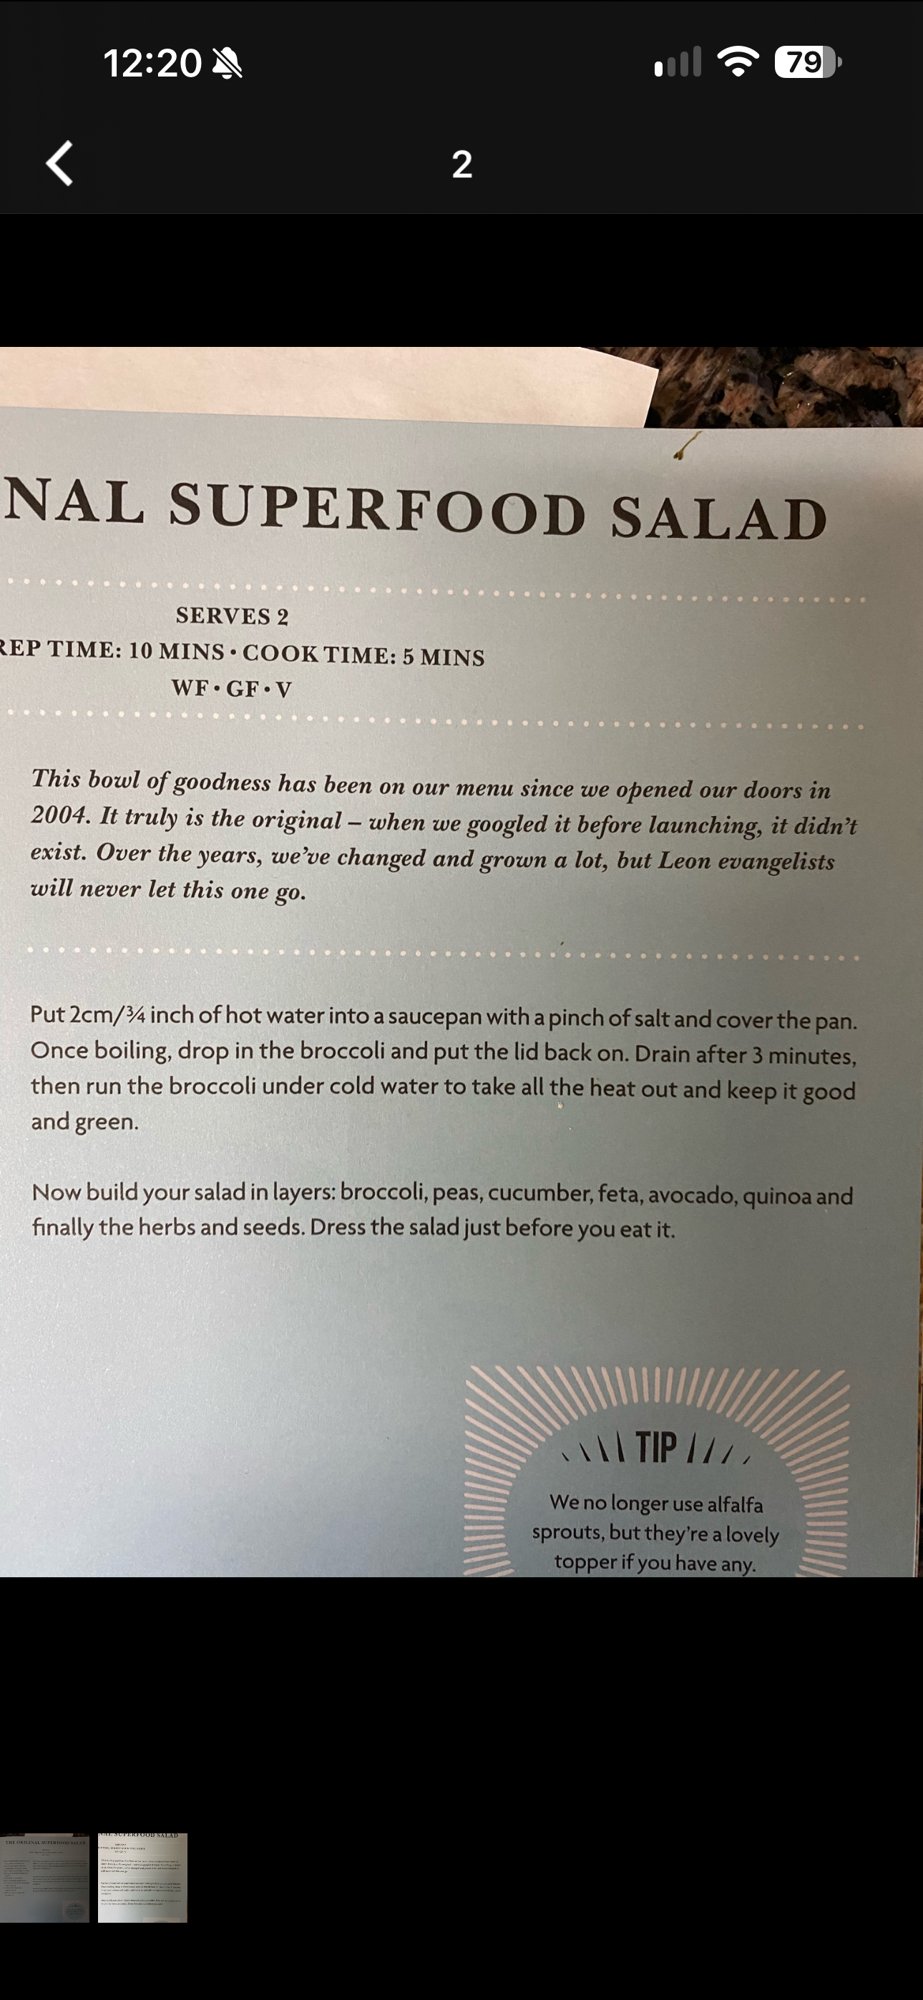 12:20
79
2
NAL SUPERFOOD SALAD
SERVES 2
REP TIME: 10 MINS • COOK TIME: 5 MINS
WF • GF • V
This bowl of goodness has been on our menu since we opened our doors in
2004. It truly is the original – when we googled it before launching, it didn't
exist. Over the years, we've changed and grown a lot, but Leon evangelists
will never let this one go.
Put 2cm/¾ inch of hot water into a saucepan with a pinch of salt and cover the pan.
Once boiling, drop in the broccoli and put the lid back on. Drain after 3 minutes,
then run the broccoli under cold water to take all the heat out and keep it good
and green.
Now build your salad in layers: broccoli, peas, cucumber, feta, avocado, quinoa and
finally the herbs and seeds. Dress the salad just before you eat it.
TIP
We no longer use alfalfa
sprouts, but they're a lovely
topper if you have any.
THE ORIGINAL SUPERFOOD SALAD
NAL SUPERFOOD SALAD